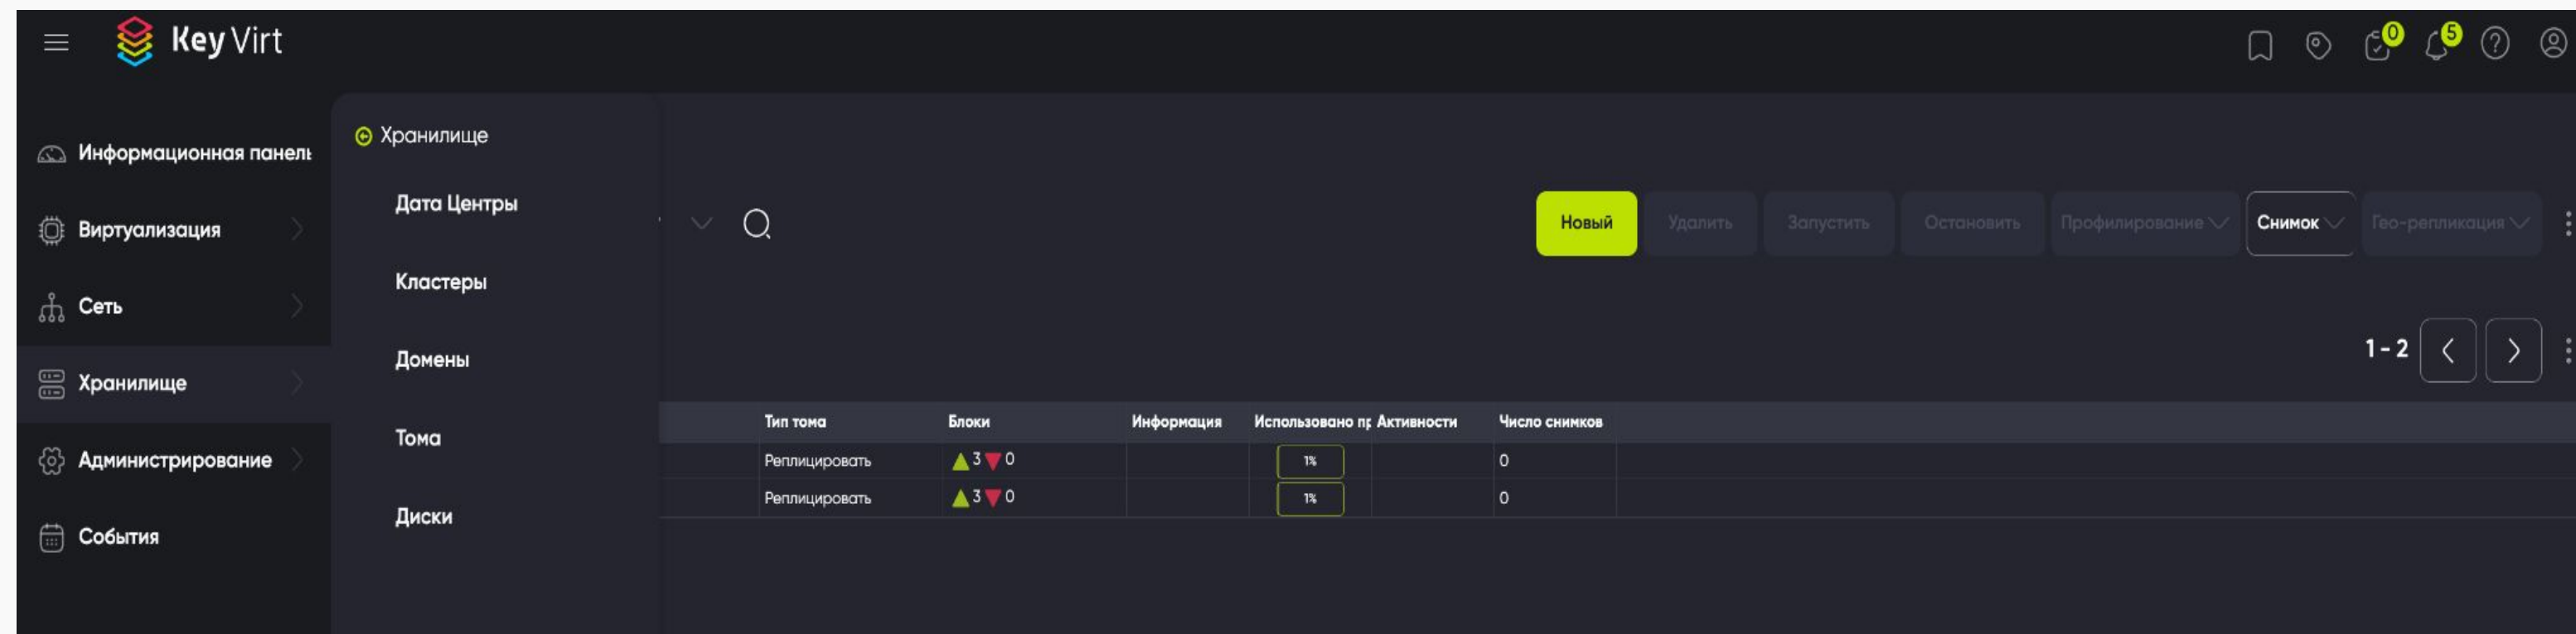 Key Virt
0
5
Информационная панель
Виртуализация
Сеть
Хранилище
Администрирование
События
Хранилище
Дата Центры
Кластеры
Домены
Тома
Диски
Новый Удалить Запустить Остановить Профилирование Снимок Гео-репликация
1 - 2
Тип тома Блоки Информация Использовано Активности Число снимков
Реплицировать 3 0 1% 0
Реплицировать 3 0 1% 0